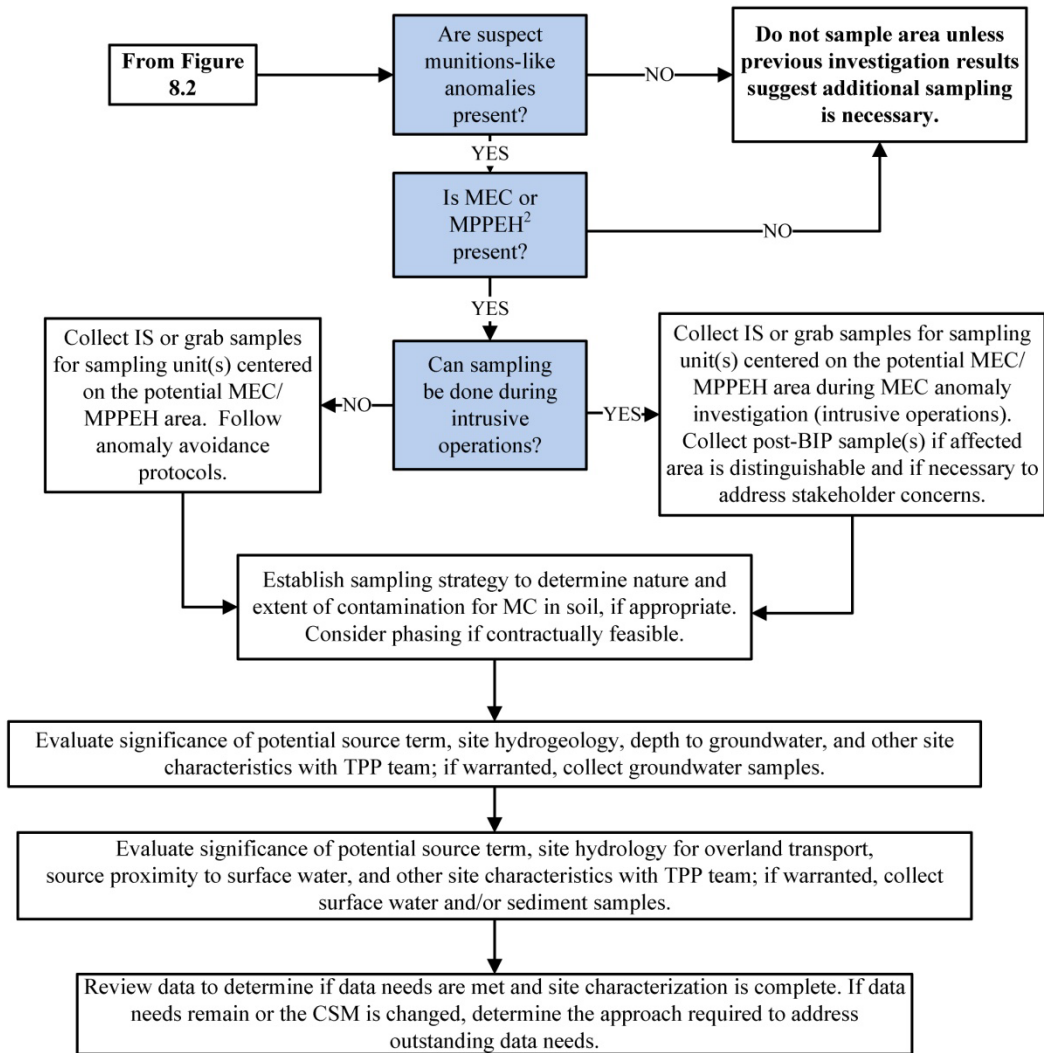 From Figure
8.2
Are suspect
munitions-like
anomalies
present?
NO
Do not sample area unless
previous investigation results
suggest additional sampling
is necessary.
YES
Is MEC or
MPPEH2
present?
NO
YES
Collect IS or grab samples
for sampling unit(s) centered
on the potential MEC/
MPPEH area. Follow
anomaly avoidance
protocols.
NO
Can sampling
be done during
intrusive
operations?
YES
Collect IS or grab samples for sampling
unit(s) centered on the potential MEC/
MPPEH area during MEC anomaly
investigation (intrusive operations).
Collect post-BIP sample(s) if affected
area is distinguishable and if necessary to
address stakeholder concerns.
Establish sampling strategy to determine nature and
extent of contamination for MC in soil, if appropriate.
Consider phasing if contractually feasible.
Evaluate significance of potential source term, site hydrogeology, depth to groundwater, and other site
characteristics with TPP team; if warranted, collect groundwater samples.
Evaluate significance of potential source term, site hydrology for overland transport,
source proximity to surface water, and other site characteristics with TPP team; if warranted, collect
surface water and/or sediment samples.
Review data to determine if data needs are met and site characterization is complete. If data
needs remain or the CSM is changed, determine the approach required to address
outstanding data needs.